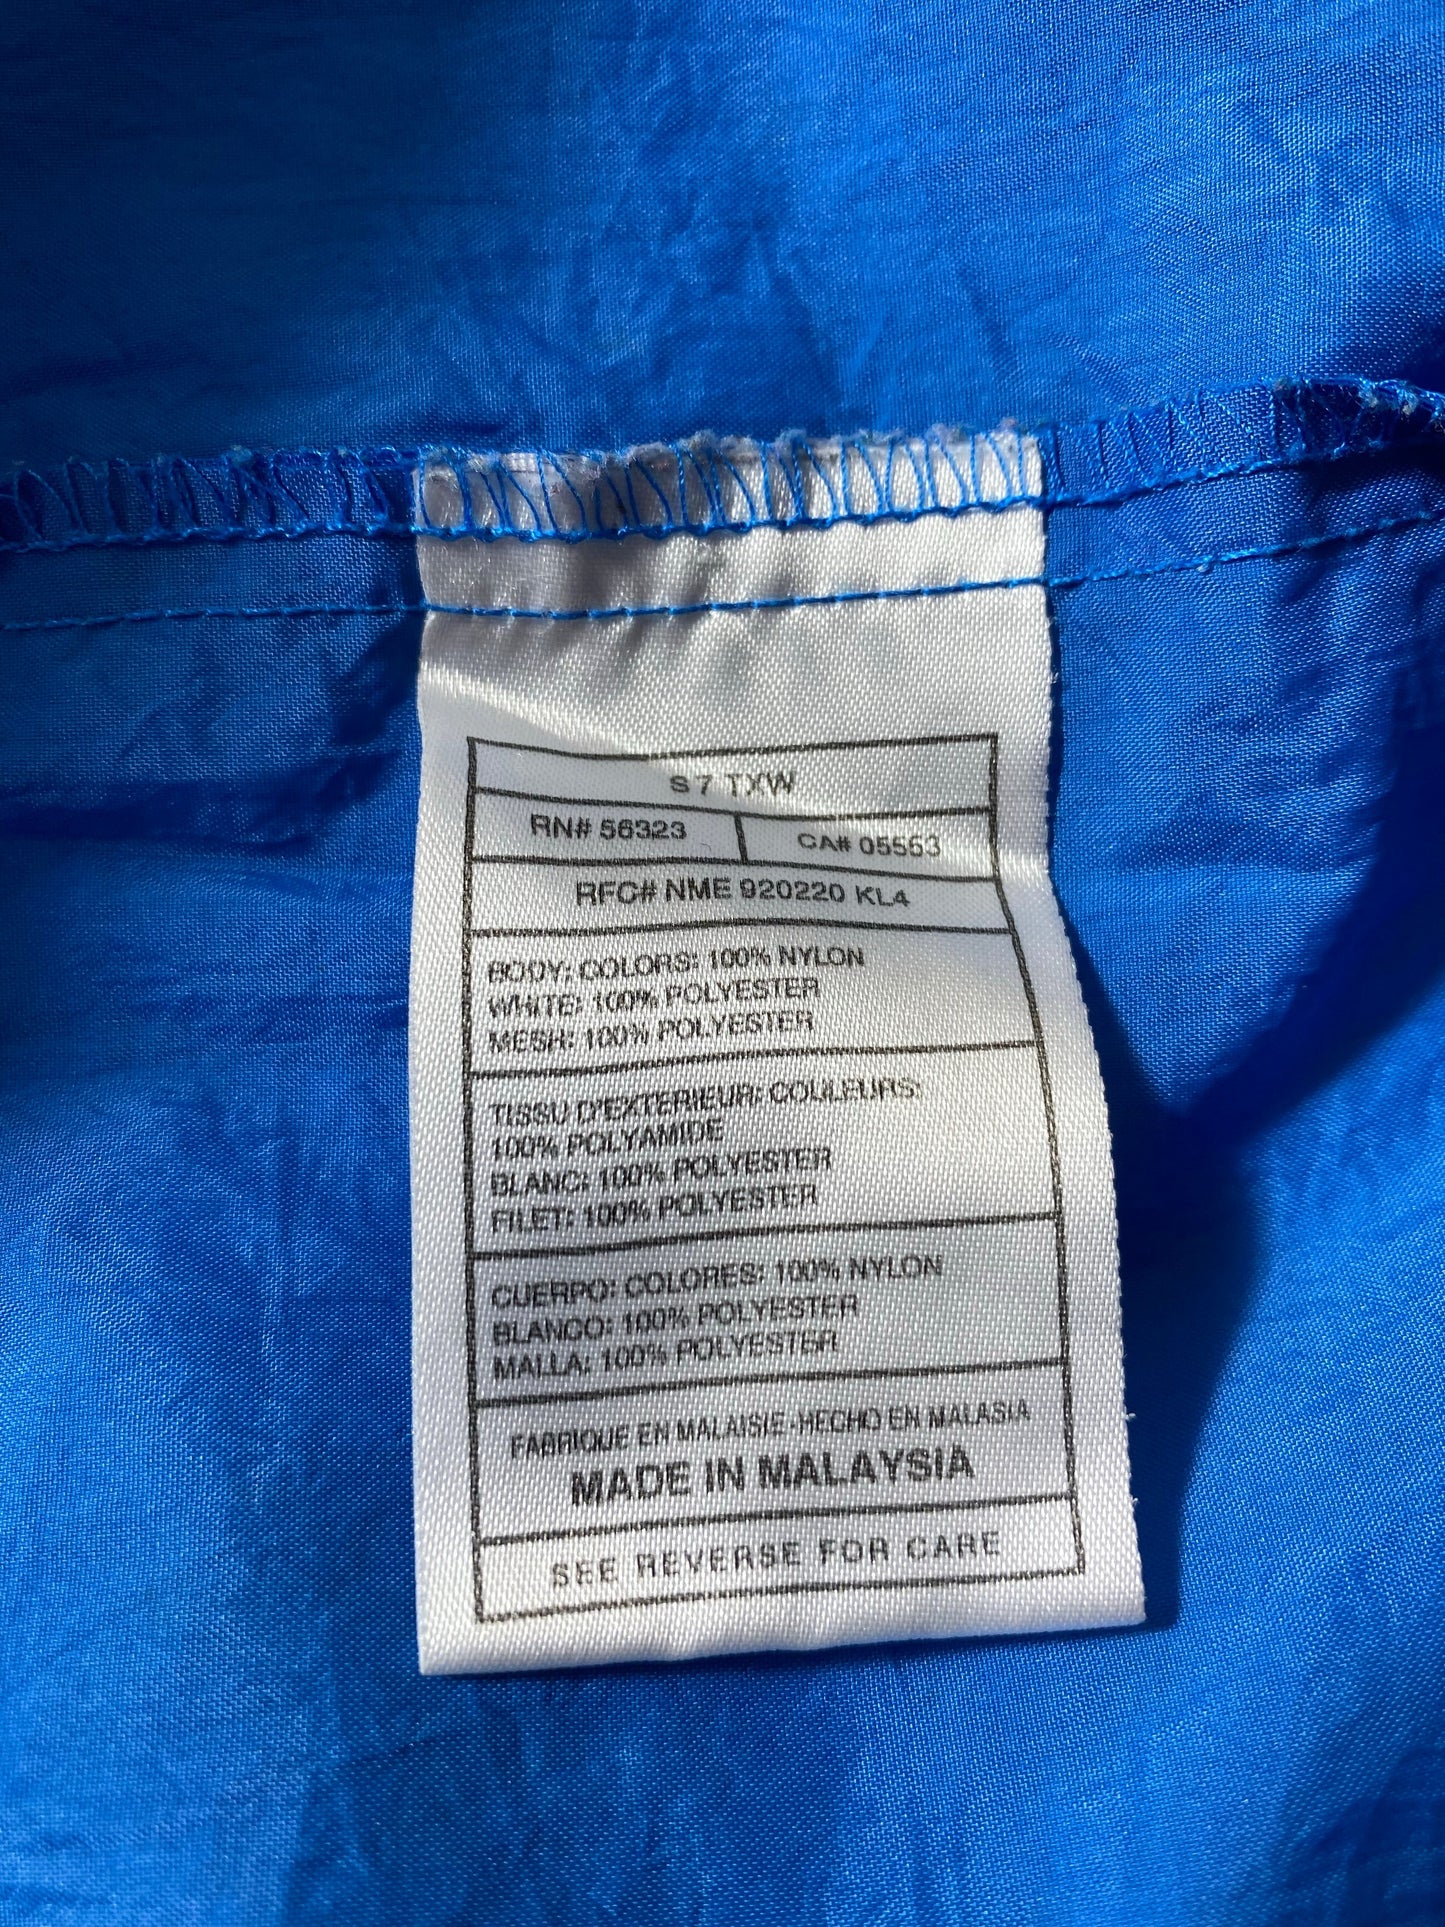 S7 TXW
RN# 56323
CA# 05553
RFC# NME 920220 KL4
BODY: COLORS: 100% NYLON
WHITE: 100% POLYESTER
MESH: 100% POLYESTER
TISSU D'EXTERIEUR: COULEURS:
100% POLYAMIDE
BLANC: 100% POLYESTER
FILET: 100% POLYESTER
CUERPO: COLORES: 100% NYLON
BLANCO: 100% POLYESTER
MALLA: 100% POLYESTER
FABRIQUE EN MALAISIE-HECHO EN MALASIA
MADE IN MALAYSIA
SEE REVERSE FOR CARE